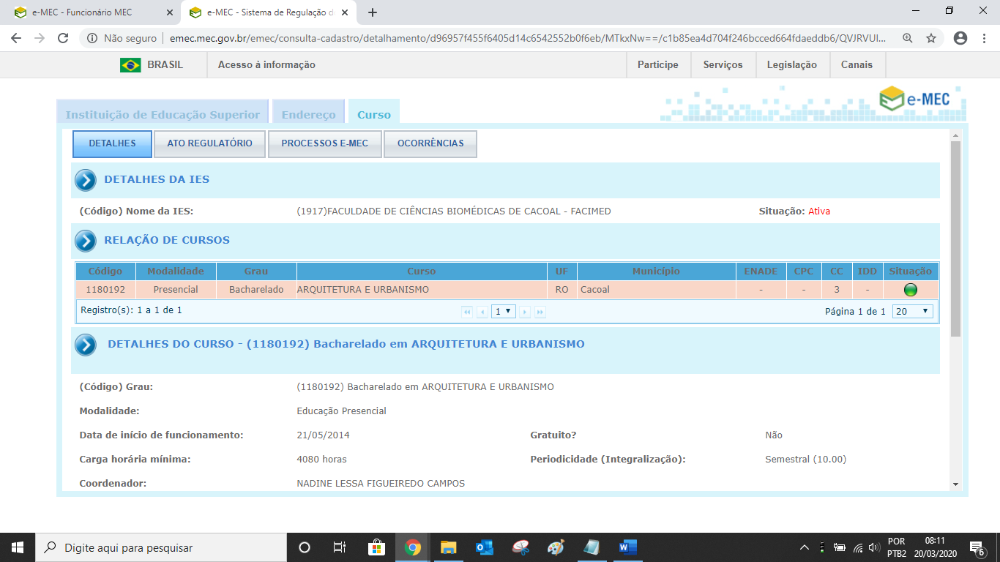 e-MEC - Funcionário MEC
e-MEC - Sistema de Regulação d
Não seguro | emec.mec.gov.br/emec/consulta-cadastro/detalhamento/d96957f455f6405d14c6542552b0f6eb/MTkxNw==/c1b85ea4d704f246bcced664fdaeddb6/QVJRVUl...
BRASIL Acesso à informação Participe Serviços Legislação Canais
e-MEC
Instituição de Educação Superior Endereço Curso
DETALHES ATO REGULATÓRIO PROCESSOS E-MEC OCORRÊNCIAS
DETALHES DA IES
(Código) Nome da IES: (1917)FACULDADE DE CIÊNCIAS BIOMÉDICAS DE CACOAL - FACIMED Situação: Ativa
RELAÇÃO DE CURSOS
Código Modalidade Grau Curso UF Município ENADE CPC CC IDD Situação
1180192 Presencial Bacharelado ARQUITETURA E URBANISMO RO Cacoal - - 3 -
Registro(s): 1 a 1 de 1 1 Página 1 de 1 20
DETALHES DO CURSO - (1180192) Bacharelado em ARQUITETURA E URBANISMO
(Código) Grau: (1180192) Bacharelado em ARQUITETURA E URBANISMO
Modalidade: Educação Presencial
Data de início de funcionamento: 21/05/2014 Gratuito? Não
Carga horária mínima: 4080 horas Periodicidade (Integralização): Semestral (10.00)
Coordenador: NADINE LESSA FIGUEIREDO CAMPOS
Digite aqui para pesquisar
POR
PTB2
08:11
20/03/2020
6